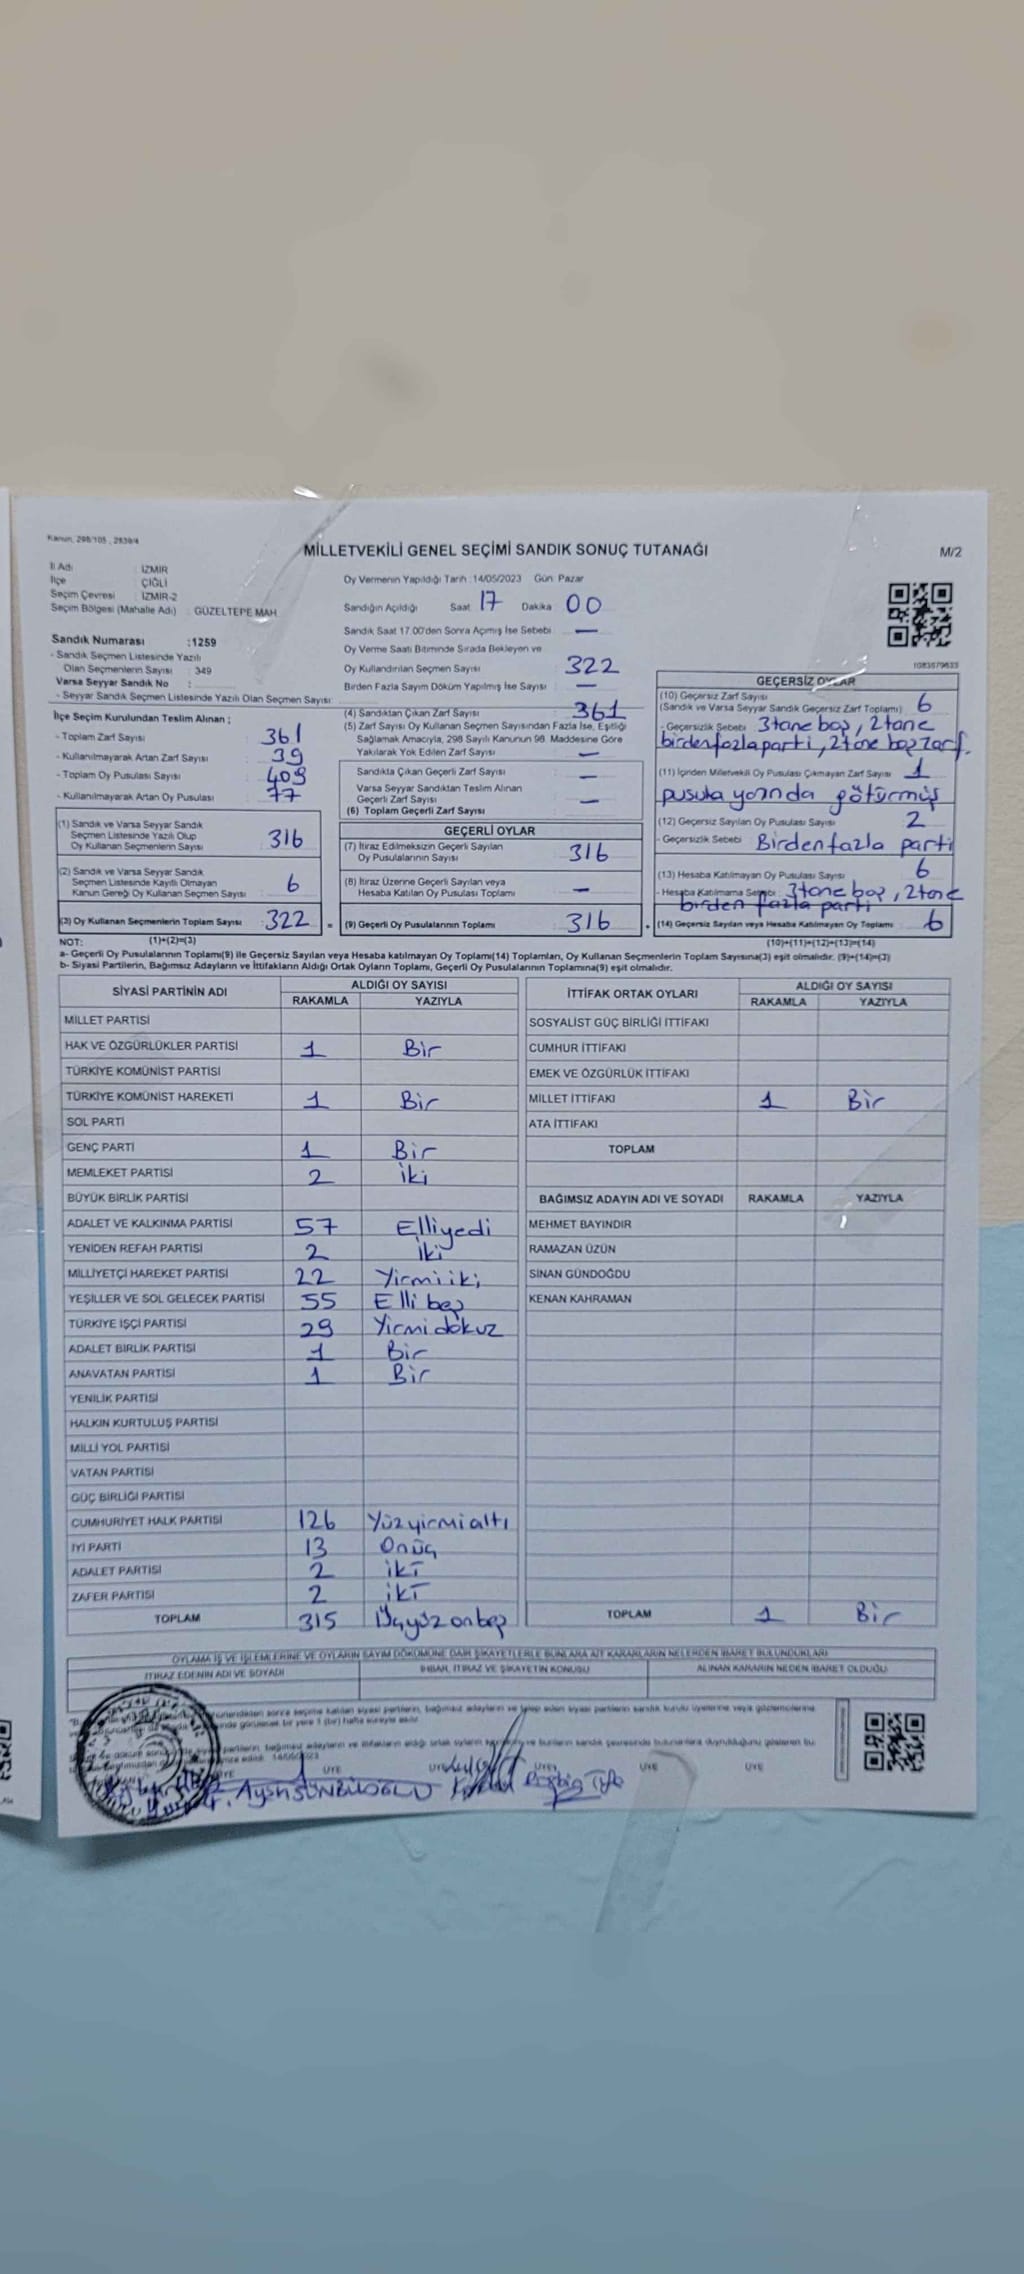 Kanun, 298/105 , 2839/4
MİLLETVEKİLİ GENEL SEÇİMİ SANDIK SONUÇ TUTANAĞI
M/2
İl Adı : İZMİR
İlçe : ÇİĞLİ
Seçim Çevresi : İZMİR-2
Seçim Bölgesi (Mahalle Adı) : GÜZELTEPE MAH.
Oy Vermenin Yapıldığı Tarih :14/05/2023 Gün: Pazar
Sandığın Açıldığı Saat 17 Dakika 00
Sandık Saat 17.00'den Sonra Açımış İse Sebebi : —
Oy Verme Saati Bitiminde Sırada Bekleyen ve
Oy Kullandırılan Seçmen Sayısı : 322
Birden Fazla Sayım Döküm Yapılmış İse Sayısı : —
1083679633
Sandık Numarası :1259
- Sandık Seçmen Listesinde Yazılı
Olan Seçmenlerin Sayısı : 349
Varsa Seyyar Sandık No :
- Seyyar Sandık Seçmen Listesinde Yazılı Olan Seçmen Sayısı:
İlçe Seçim Kurulundan Teslim Alınan ;
- Toplam Zarf Sayısı : 361
- Kullanılmayarak Artan Zarf Sayısı : 39
- Toplam Oy Pusulası Sayısı : 409
- Kullanılmayarak Artan Oy Pusulası : 77
(1) Sandık ve Varsa Seyyar Sandık
Seçmen Listesinde Yazılı Olup
Oy Kullanan Seçmenlerin Sayısı : 316
(2) Sandık ve Varsa Seyyar Sandık
Seçmen Listesinde Kayıtlı Olmayan
Kanun Gereği Oy Kullanan Seçmen Sayısı : 6
(3) Oy Kullanan Seçmenlerin Toplam Sayısı :322
(4) Sandıktan Çıkan Zarf Sayısı : 361
(5) Zarf Sayısı Oy Kullanan Seçmen Sayısından Fazla İse, Eşitliği
Sağlamak Amacıyla, 298 Sayılı Kanunun 98. Maddesine Göre
Yakılarak Yok Edilen Zarf Sayısı : —
Sandıkta Çıkan Geçerli Zarf Sayısı : —
Varsa Seyyar Sandıktan Teslim Alınan
Geçerli Zarf Sayısı : —
(6) Toplam Geçerli Zarf Sayısı
GEÇERLİ OYLAR
(7) İtiraz Edilmeksizin Geçerli Sayılan
Oy Pusulalarının Sayısı : 316
(8) İtiraz Üzerine Geçerli Sayılan veya
Hesaba Katılan Oy Pusulası Toplamı : —
= (9) Geçerli Oy Pusulalarının Toplamı : 316
GEÇERSİZ OYLAR
(10) Geçersiz Zarf Sayısı
(Sandık ve Varsa Seyyar Sandık Geçersiz Zarf Toplamı) : 6
- Geçersizlik Sebebi : 3 tane boş, 2 tane
birden fazla parti, 2 tane boş zarf.
(11) İçinden Milletvekili Oy Pusulası Çıkmayan Zarf Sayısı : 1
pusula yanında götürmüş
(12) Geçersiz Sayılan Oy Pusulası Sayısı : 2
- Geçersizlik Sebebi : Birden fazla parti
(13) Hesaba Katılmayan Oy Pusulası Sayısı : 6
- Hesaba Katılmama Sebebi : 3 tane boş, 2 tane
birden fazla parti
+ (14) Geçersiz Sayılan veya Hesaba Katılmayan Oy Toplamı : 6
NOT: (1)+(2)=(3)
(10)+(11)+(12)+(13)=(14)
a- Geçerli Oy Pusulalarının Toplamı(9) ile Geçersiz Sayılan veya Hesaba katılmayan Oy Toplamı(14) Toplamları, Oy Kullanan Seçmenlerin Toplam Sayısına(3) eşit olmalıdır. (9)+(14)=(3)
b- Siyasi Partilerin, Bağımsız Adayların ve İttifakların Aldığı Ortak Oyların Toplamı, Geçerli Oy Pusulalarının Toplamına(9) eşit olmalıdır.
SİYASİ PARTİNİN ADI ALDIĞI OY SAYISI
RAKAMLA YAZIYLA
MİLLET PARTİSİ
HAK VE ÖZGÜRLÜKLER PARTİSİ 1 Bir
TÜRKİYE KOMÜNİST PARTİSİ
TÜRKİYE KOMÜNİST HAREKETİ 1 Bir
SOL PARTİ
GENÇ PARTİ 1 Bir
MEMLEKET PARTİSİ 2 iki
BÜYÜK BİRLİK PARTİSİ
ADALET VE KALKINMA PARTİSİ 57 Elliyedi
YENİDEN REFAH PARTİSİ 2 iki
MİLLİYETÇİ HAREKET PARTİSİ 22 Yirmiiki
YEŞİLLER VE SOL GELECEK PARTİSİ 55 Elli beş
TÜRKİYE İŞÇİ PARTİSİ 29 Yirmi dokuz
ADALET BİRLİK PARTİSİ 1 Bir
ANAVATAN PARTİSİ 1 Bir
YENİLİK PARTİSİ
HALKIN KURTULUŞ PARTİSİ
MİLLİ YOL PARTİSİ
VATAN PARTİSİ
GÜÇ BİRLİĞİ PARTİSİ
CUMHURİYET HALK PARTİSİ 126 Yüzyirmialtı
İYİ PARTİ 13 Onüç
ADALET PARTİSİ 2 iki
ZAFER PARTİSİ 2 iki
TOPLAM 315 Üçyüz onbeş
İTTİFAK ORTAK OYLARI ALDIĞI OY SAYISI
RAKAMLA YAZIYLA
SOSYALİST GÜÇ BİRLİĞİ İTTİFAKI
CUMHUR İTTİFAKI
EMEK VE ÖZGÜRLÜK İTTİFAKI
MİLLET İTTİFAKI 1 Bir
ATA İTTİFAKI
TOPLAM
BAĞIMSIZ ADAYIN ADI VE SOYADI RAKAMLA YAZIYLA
MEHMET BAYINDIR
RAMAZAN ÜZÜN
SİNAN GÜNDOĞDU
KENAN KAHRAMAN
TOPLAM 1 Bir
OYLAMA İŞ VE İŞLEMLERİNE VE OYLARIN SAYIM DÖKÜMÜNE DAİR ŞİKAYETLERLE BUNLARA AİT KARARLARIN NELERDEN İBARET BULUNDUKLARI
İTİRAZ EDENİN ADI VE SOYADI İHBAR, İTİRAZ VE ŞİKAYETİN KONUSU ALINAN KARARIN NEDEN İBARET OLDUĞU
14/05/2023
ÜYE ÜYE ÜYE ÜYE ÜYE